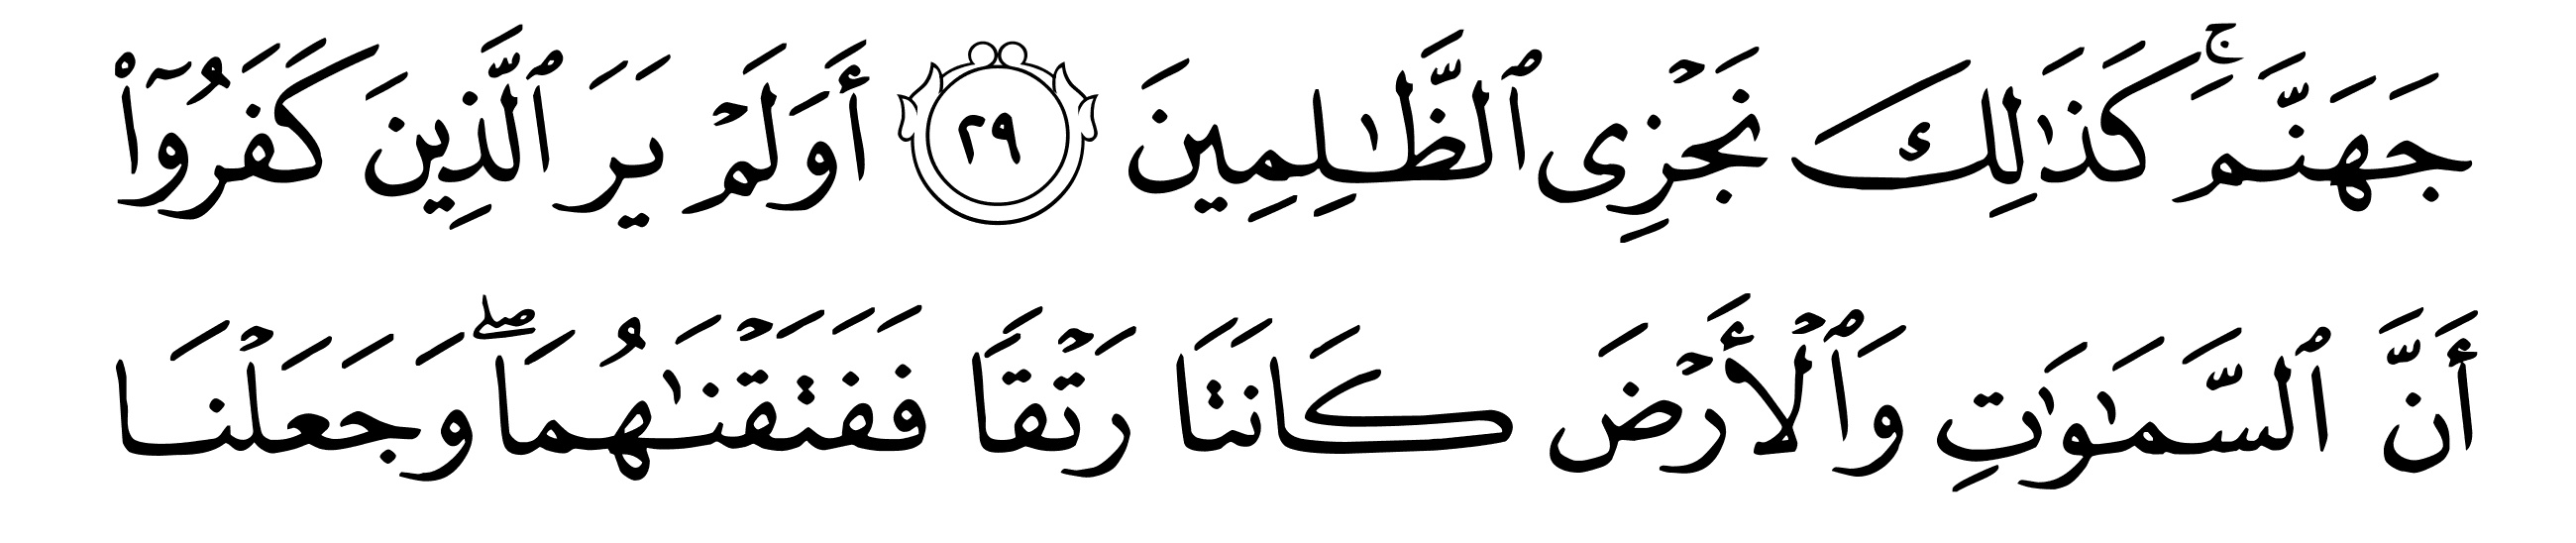 جَهَنَّمَۚ كَذَٰلِكَ نَجۡزِي ٱلظَّٰلِمِينَ ٢٩ أَوَلَمۡ يَرَ ٱلَّذِينَ كَفَرُوٓاْ
أَنَّ ٱلسَّمَٰوَٰتِ وَٱلۡأَرۡضَ كَانَتَا رَتۡقٗا فَفَتَقۡنَٰهُمَاۖ وَجَعَلۡنَا